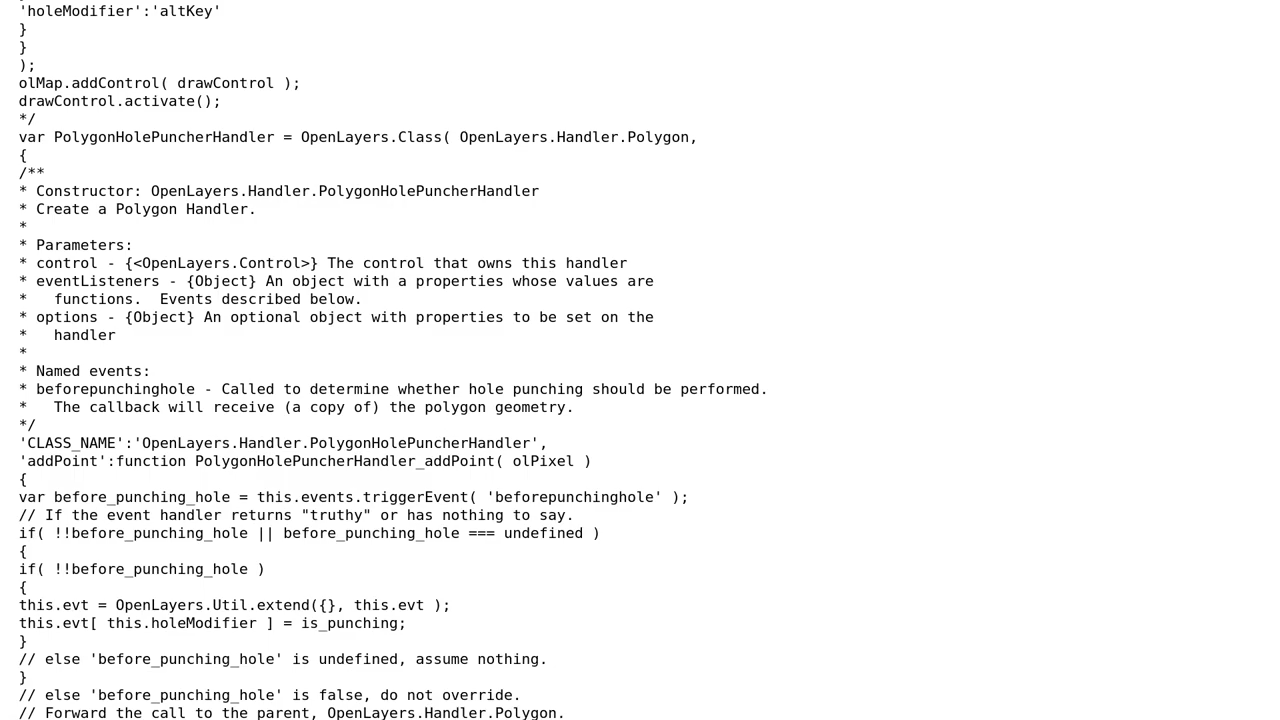 'holeModifier':'altKey'
}
}
);
olMap.addControl( drawControl );
drawControl.activate();
*/
var PolygonHolePuncherHandler = OpenLayers.Class( OpenLayers.Handler.Polygon,
{
/**
* Constructor: OpenLayers.Handler.PolygonHolePuncherHandler
* Create a Polygon Handler.
*
* Parameters:
* control - {<OpenLayers.Control>} The control that owns this handler
* eventListeners - {Object} An object with a properties whose values are
*   functions.  Events described below.
* options - {Object} An optional object with properties to be set on the
*   handler
*
* Named events:
* beforepunchinghole - Called to determine whether hole punching should be performed.
*   The callback will receive (a copy of) the polygon geometry.
*/
'CLASS_NAME':'OpenLayers.Handler.PolygonHolePuncherHandler',
'addPoint':function PolygonHolePuncherHandler_addPoint( olPixel )
{
var before_punching_hole = this.events.triggerEvent( 'beforepunchinghole' );
// If the event handler returns "truthy" or has nothing to say.
if( !!before_punching_hole || before_punching_hole === undefined )
{
if( !!before_punching_hole )
{
this.evt = OpenLayers.Util.extend({}, this.evt );
this.evt[ this.holeModifier ] = is_punching;
}
// else 'before_punching_hole' is undefined, assume nothing.
}
// else 'before_punching_hole' is false, do not override.
// Forward the call to the parent, OpenLayers.Handler.Polygon.